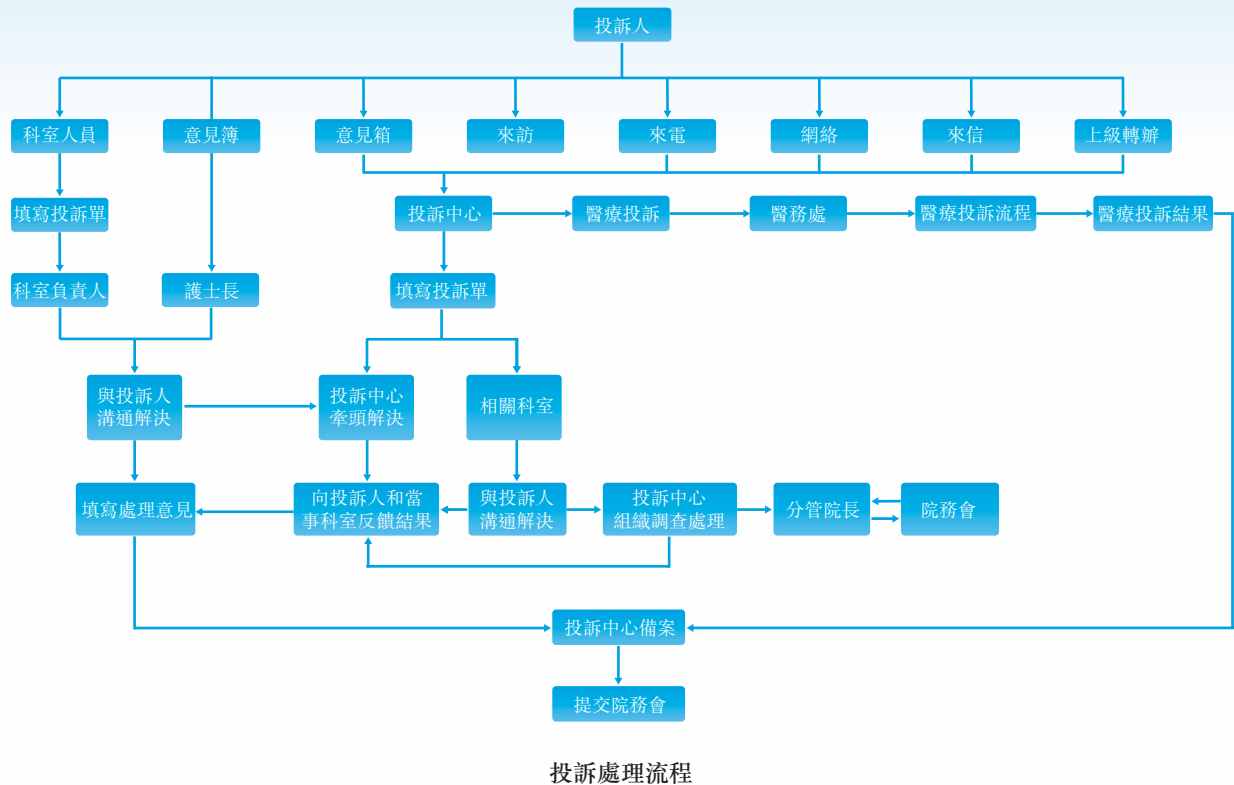 投訴人
科室人員
意見簿
意見箱
來訪
來電
網絡
來信
上級轉辦
填寫投訴單
投訴中心
醫療投訴
醫務處
醫療投訴流程
醫療投訴結果
科室負責人
護士長
填寫投訴單
與投訴人
溝通解決
投訴中心
牽頭解決
相關科室
填寫處理意見
向投訴人和當
事科室反饋結果
與投訴人
溝通解決
投訴中心
組織調查處理
分管院長
院務會
投訴中心備案
提交院務會
投訴處理流程